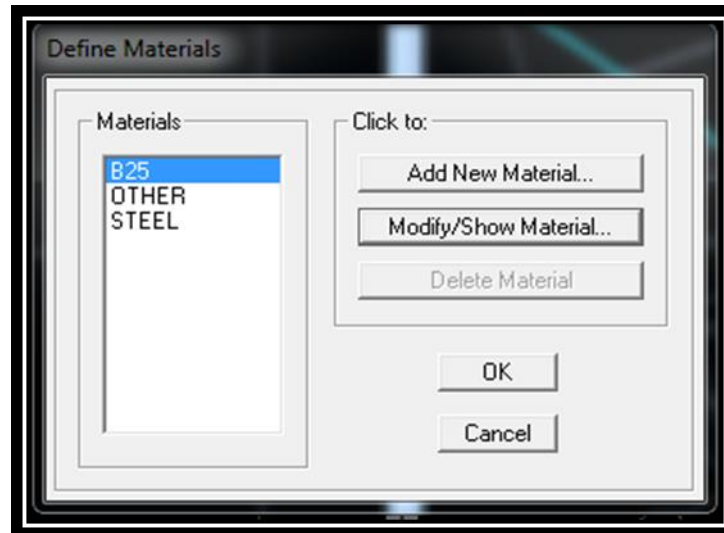 Define Materials
Materials
B25
OTHER
STEEL
Click to:
Add New Material...
Modify/Show Material...
Delete Material
OK
Cancel